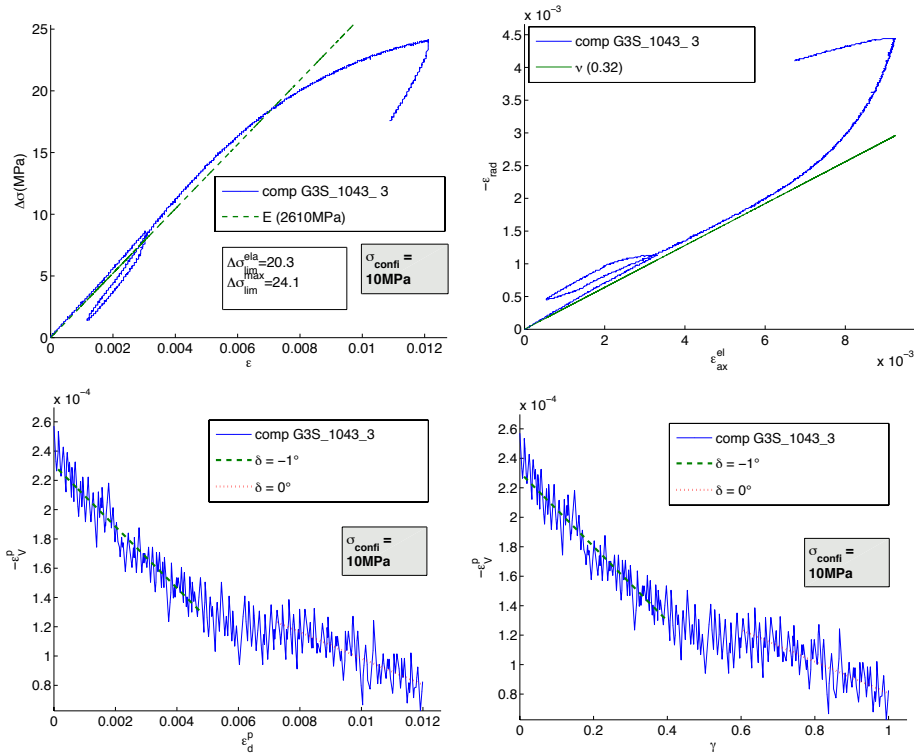 25
20
15
10
5
0
Δσ(MPa)
comp G3S_1043_ 3
E (2610MPa)
Δσ^ela_lim=20.3
Δσ^max_lim=24.1
σ_confi =
10MPa
0 0.002 0.004 0.006 0.008 0.010 0.012
ε
x 10^−3
4.5
4
3.5
3
2.5
2
1.5
1
0.5
0
−ε_rad
comp G3S_1043_ 3
ν (0.32)
0 2 4 6 8
ε^el_ax
x 10^−3
x 10^−4
2.6
2.4
2.2
2
1.8
1.6
1.4
1.2
1
0.8
−ε^p_V
comp G3S_1043_3
δ = −1°
δ = 0°
σ_confi =
10MPa
0 0.002 0.004 0.006 0.008 0.01 0.012
ε^p_d
x 10^−4
2.6
2.4
2.2
2
1.8
1.6
1.4
1.2
1
0.8
−ε^p_V
comp G3S_1043_3
δ = −1°
δ = 0°
σ_confi =
10MPa
0 0.2 0.4 0.6 0.8 1
γ